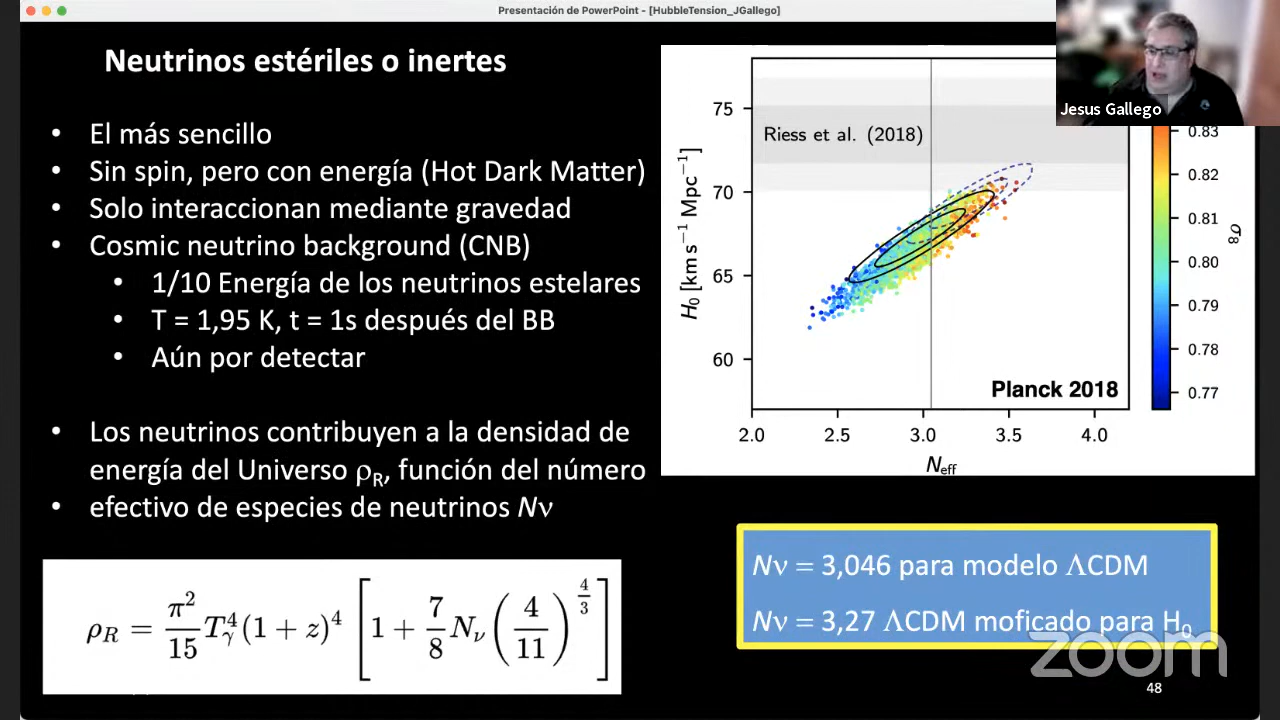 Presentación de PowerPoint - [HubbleTension_JGallego]
Neutrinos estériles o inertes
• El más sencillo
• Sin spin, pero con energía (Hot Dark Matter)
• Solo interaccionan mediante gravedad
• Cosmic neutrino background (CNB)
• 1/10 Energía de los neutrinos estelares
• T = 1,95 K, t = 1s después del BB
• Aún por detectar
• Los neutrinos contribuyen a la densidad de
energía del Universo ρR, función del número
• efectivo de especies de neutrinos Nν
ρR = π²/15 Tγ⁴(1 + z)⁴ [1 + 7/8 Nν (4/11)^4/3]
Jesus Gallego
Riess et al. (2018)
75
70
65
60
H₀ [km s⁻¹ Mpc⁻¹]
Planck 2018
2.0 2.5 3.0 3.5 4.0
Neff
0.83
0.82
0.81
0.80
0.79
0.78
0.77
σ₈
Nν = 3,046 para modelo ΛCDM
Nν = 3,27 ΛCDM moficado para H₀
zoom
48